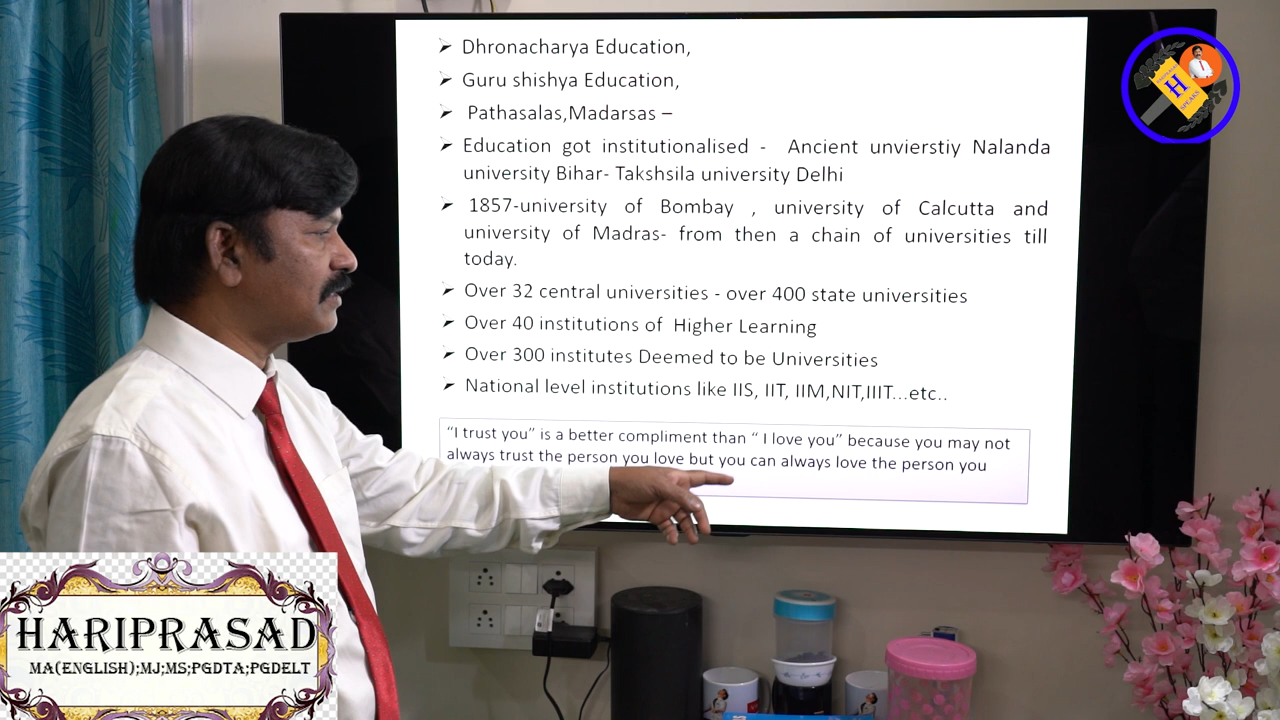 Dhronacharya Education,
Guru shishya Education,
Pathasalas,Madarsas –
Education got institutionalised - Ancient unvierstiy Nalanda
university Bihar- Takshsila university Delhi
1857-university of Bombay , university of Calcutta and
university of Madras- from then a chain of universities till
today.
Over 32 central universities - over 400 state universities
Over 40 institutions of Higher Learning
Over 300 institutes Deemed to be Universities
National level institutions like IIS, IIT, IIM,NIT,IIIT...etc..
“I trust you” is a better compliment than “ I love you” because you may not
always trust the person you love but you can always love the person you
H
SPEAKS
HARIPRASAD
MA(ENGLISH);MJ;MS;PGDTA;PGDELT